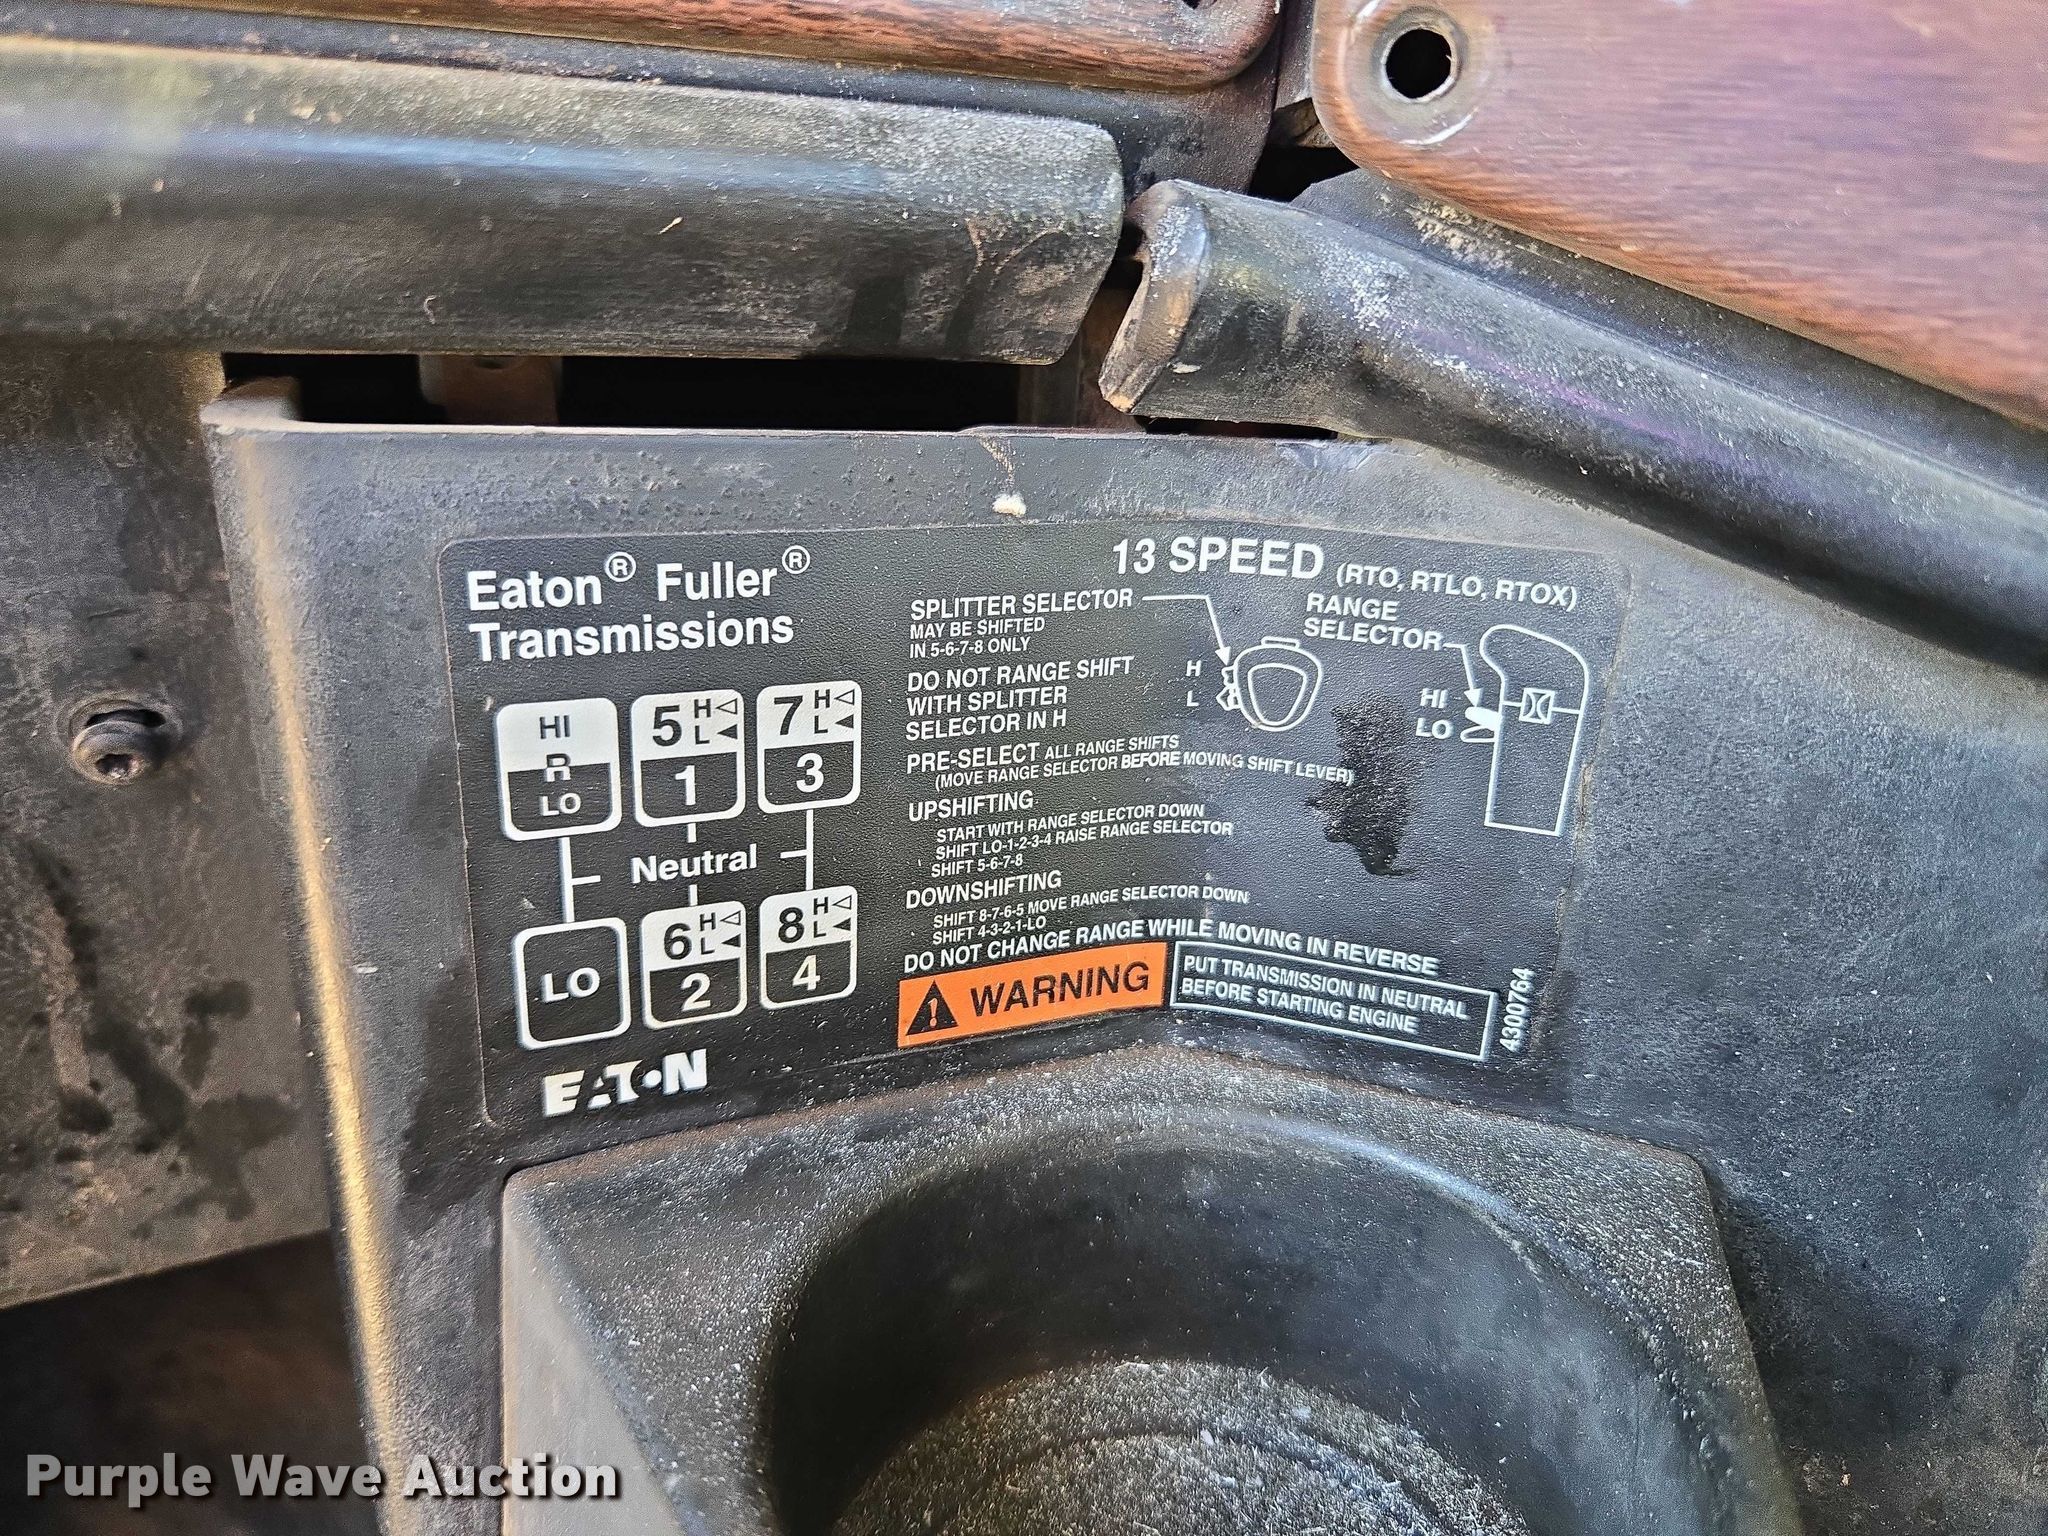 Eaton® Fuller®
Transmissions
HI
R
LO
5 H
L
1
7 H
L
3
Neutral
LO
6 H
L
2
8 H
L
4
EATON
13 SPEED (RTO, RTLO, RTOX)
SPLITTER SELECTOR
MAY BE SHIFTED
IN 5-6-7-8 ONLY
H
L
RANGE
SELECTOR
HI
LO
DO NOT RANGE SHIFT
WITH SPLITTER
SELECTOR IN H
PRE-SELECT ALL RANGE SHIFTS
(MOVE RANGE SELECTOR BEFORE MOVING SHIFT LEVER)
UPSHIFTING
START WITH RANGE SELECTOR DOWN
SHIFT LO-1-2-3-4 RAISE RANGE SELECTOR
SHIFT 5-6-7-8
DOWNSHIFTING
SHIFT 8-7-6-5 MOVE RANGE SELECTOR DOWN
SHIFT 4-3-2-1-LO
DO NOT CHANGE RANGE WHILE MOVING IN REVERSE
WARNING
PUT TRANSMISSION IN NEUTRAL
BEFORE STARTING ENGINE
4300764
Purple Wave Auction